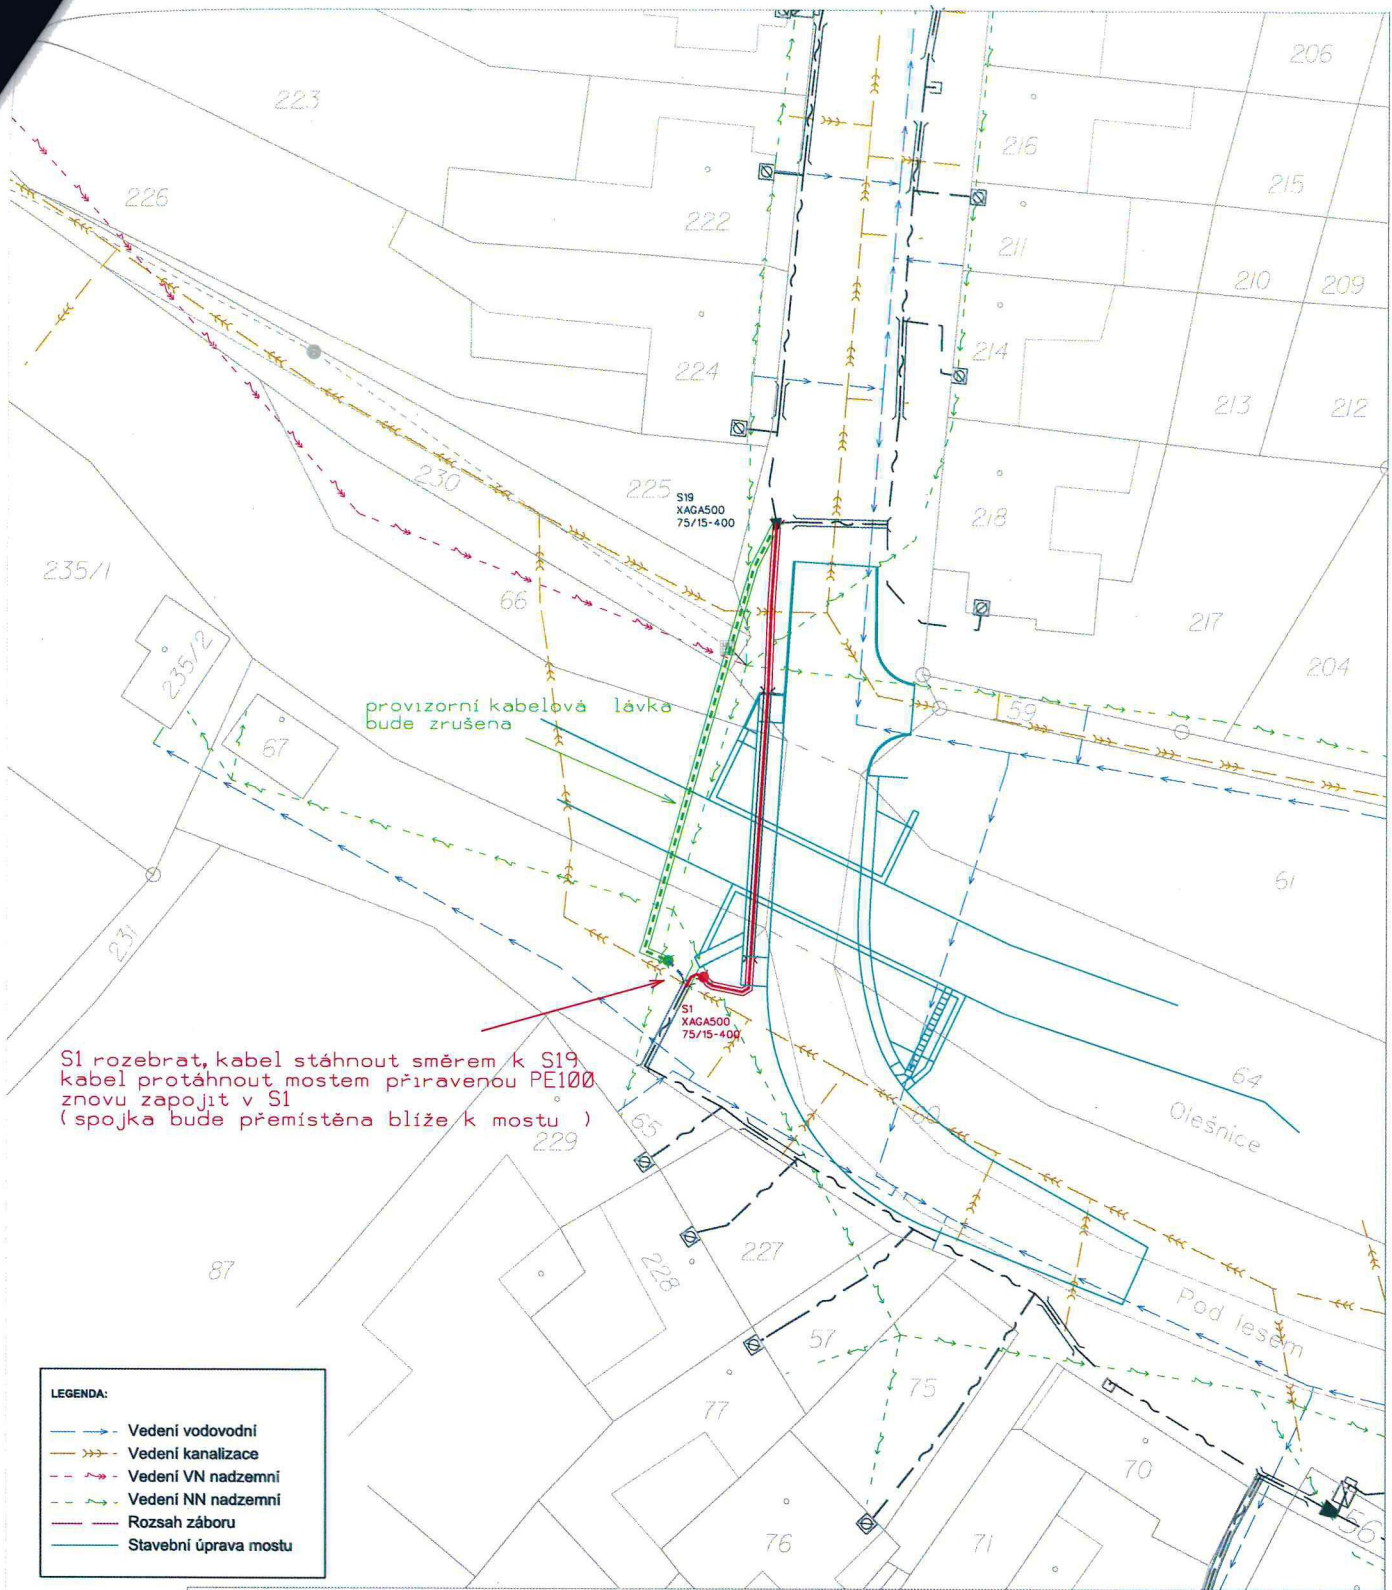 206
223
216
215
226
222
211
210
209
224
214
213
212
230
225
S19
XAGA500
75/15-400
218
235/1
66
217
235/2
204
provizorní kabelová lávka
bude zrušena
59
67
61
231
S1
XAGA500
75/15-400
S1 rozebrat, kabel stáhnout směrem k S19
kabel protáhnout mostem připravenou PE100
znovu zapojit v S1
(spojka bude přemístěna blíže k mostu )
64
Olešnice
65
229
227
228
87
Pod lesem
57
75
77
70
56
76
71
LEGENDA:
Vedení vodovodní
Vedení kanalizace
Vedení VN nadzemní
Vedení NN nadzemní
Rozsah záboru
Stavební úprava mostu